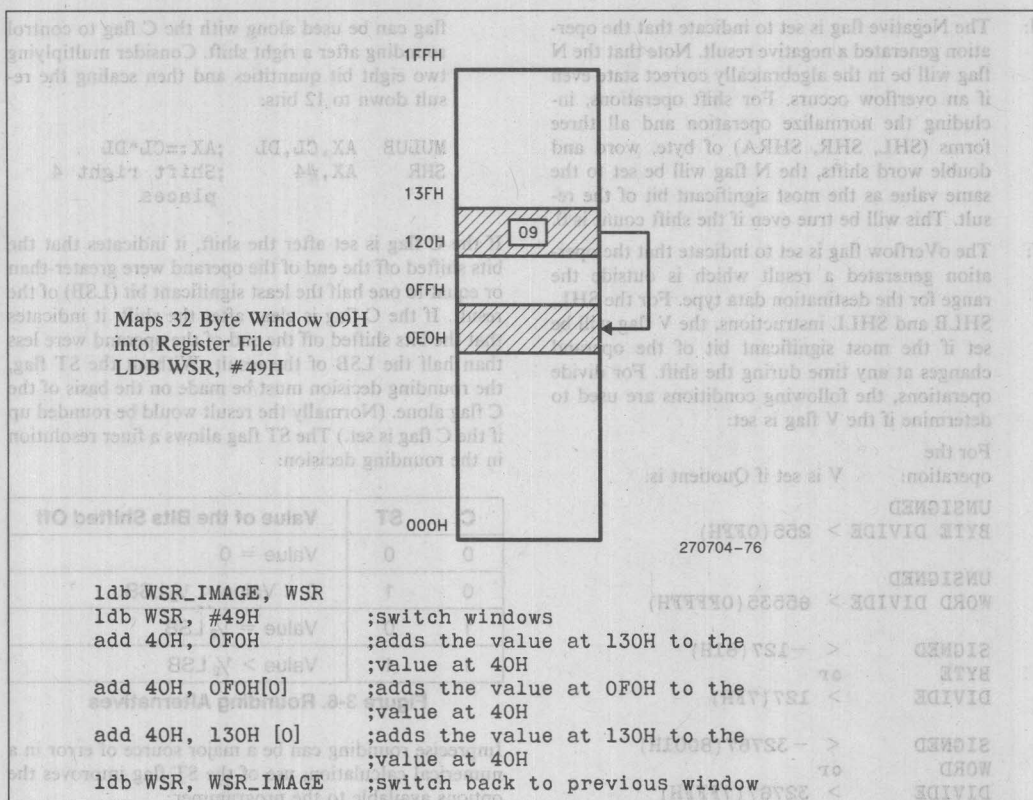 1FFH
13FH
09
120H
0FFH
Maps 32 Byte Window 09H
into Register File
LDB WSR, #49H
0E0H
000H
270704–76
ldb WSR_IMAGE, WSR
ldb WSR, #49H ;switch windows
add 40H, 0F0H ;adds the value at 130H to the
;value at 40H
add 40H, 0F0H[0] ;adds the value at 0F0H to the
;value at 40H
add 40H, 130H [0] ;adds the value at 130H to the
;value at 40H
ldb WSR, WSR_IMAGE ;switch back to previous window